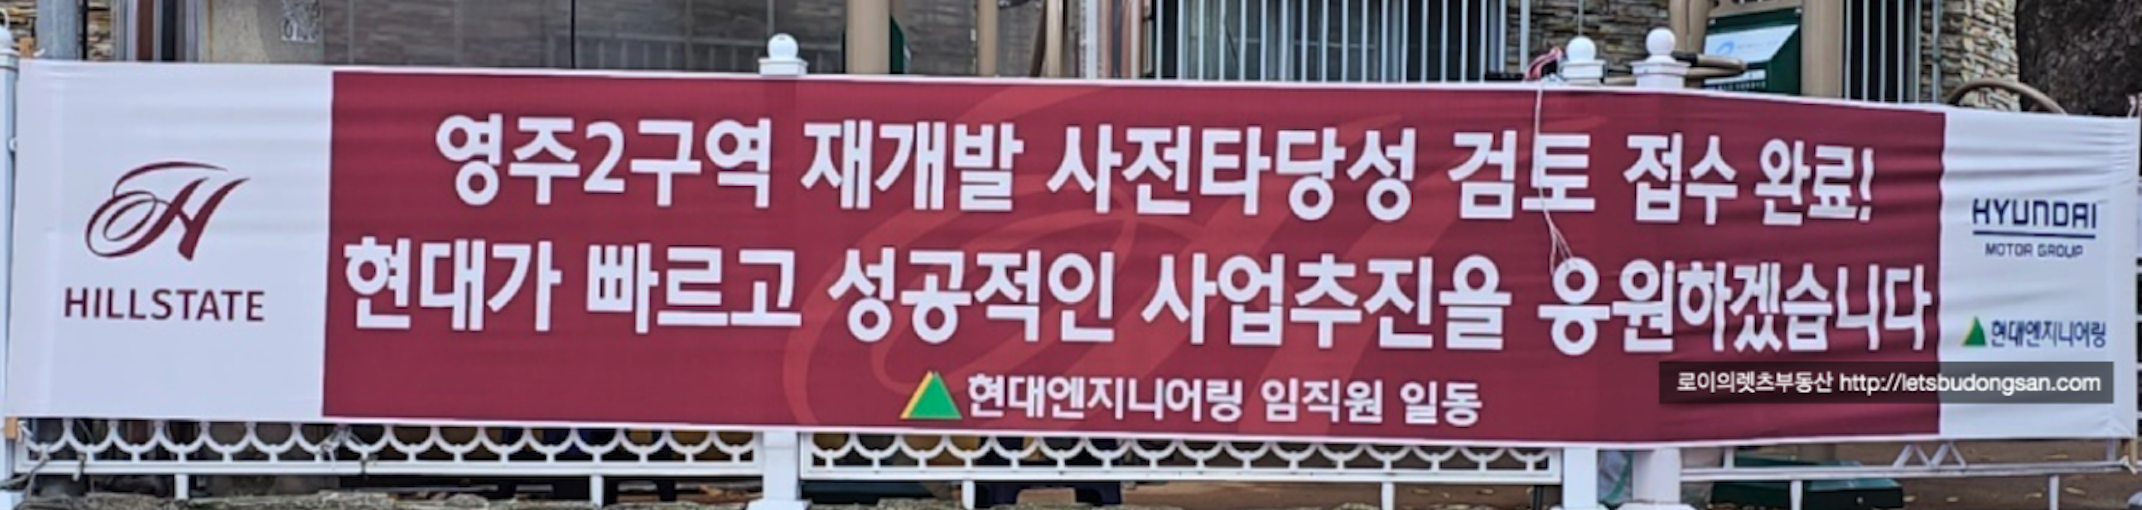 HILLSTATE
영주2구역 재개발 사전타당성 검토 접수 완료!
현대가 빠르고 성공적인 사업추진을 응원하겠습니다
현대엔지니어링 임직원 일동
HYUNDAI
MOTOR GROUP
현대엔지니어링
로이의렛츠부동산 http://letsbudongsan.com